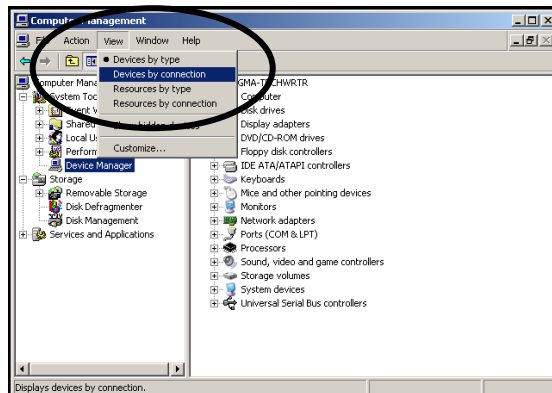 Computer Management
File Action View Window Help
Devices by type
Devices by connection
Resources by type
Resources by connection
Customize...
Computer
System
Event
Shared
Device Manager
Storage
Removable Storage
Disk Defragmenter
Disk Management
Services and Applications
GMA-TECHWRTR
Computer
Disk drives
Display adapters
DVD/CD-ROM drives
Floppy disk controllers
IDE ATA/ATAPI controllers
Keyboards
Mice and other pointing devices
Monitors
Network adapters
Ports (COM & LPT)
Processors
Sound, video and game controllers
Storage volumes
System devices
Universal Serial Bus controllers
Displays devices by connection.